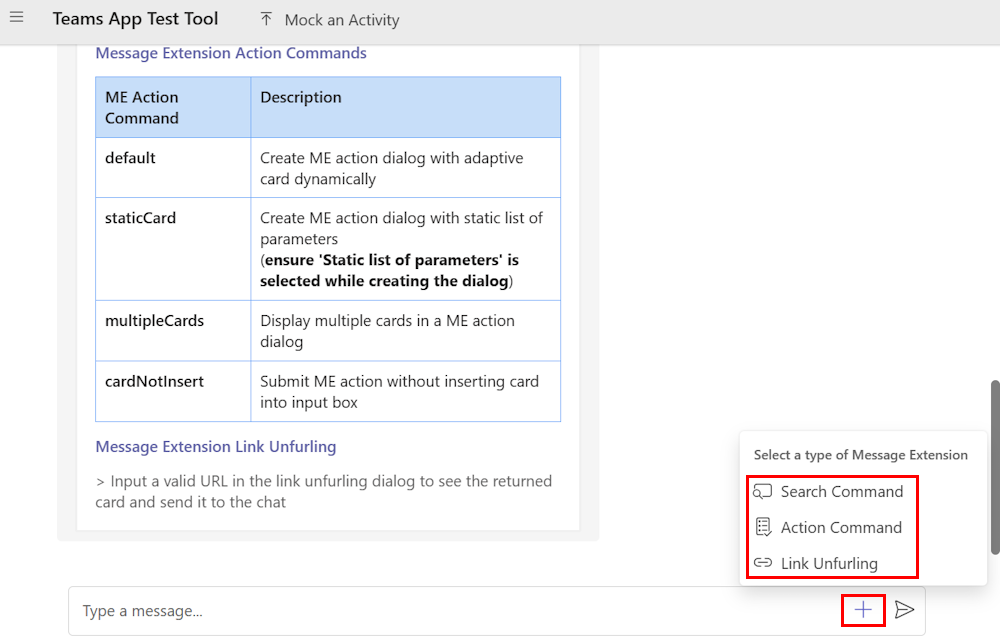 Teams App Test Tool
Mock an Activity
Message Extension Action Commands
ME Action
Command
Description
default
Create ME action dialog with adaptive
card dynamically
staticCard
Create ME action dialog with static list of
parameters
(ensure 'Static list of parameters' is
selected while creating the dialog)
multipleCards
Display multiple cards in a ME action
dialog
cardNotInsert
Submit ME action without inserting card
into input box
Message Extension Link Unfurling
> Input a valid URL in the link unfurling dialog to see the returned
card and send it to the chat
Select a type of Message Extension
Search Command
Action Command
Link Unfurling
Type a message...